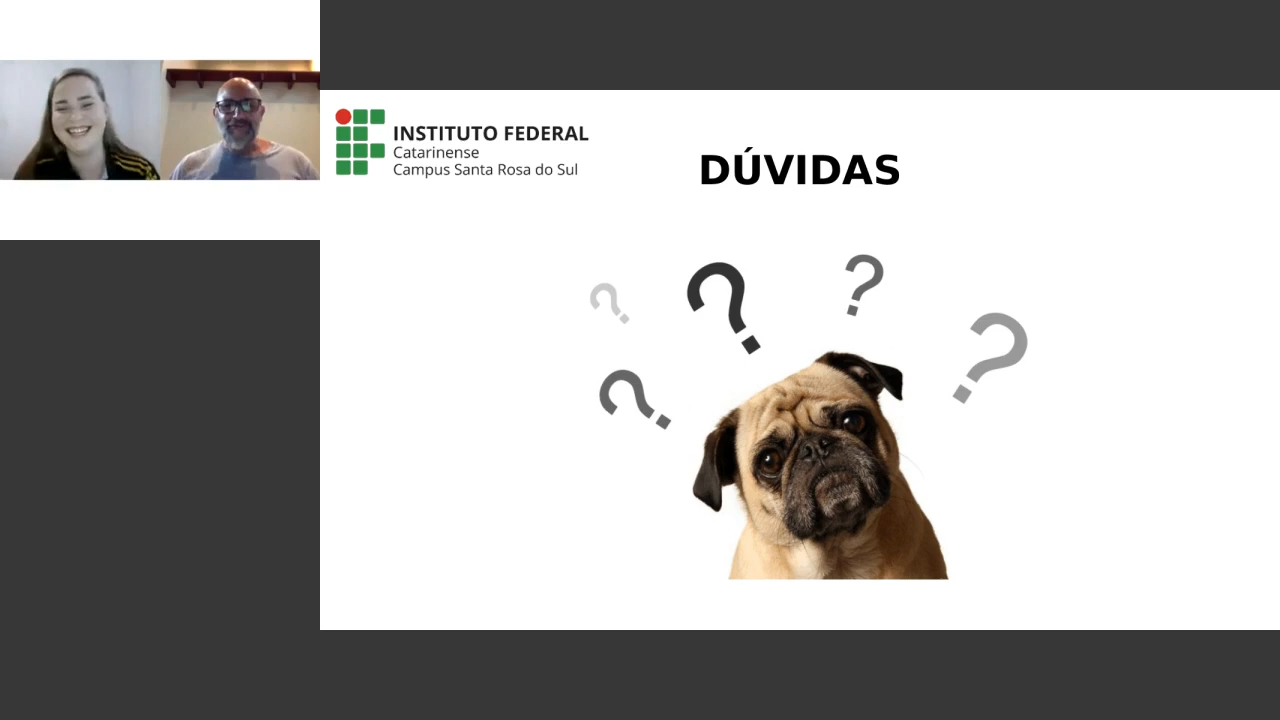 INSTITUTO FEDERAL
Catarinense
Campus Santa Rosa do Sul
DÚVIDAS
? ? ? ? ?